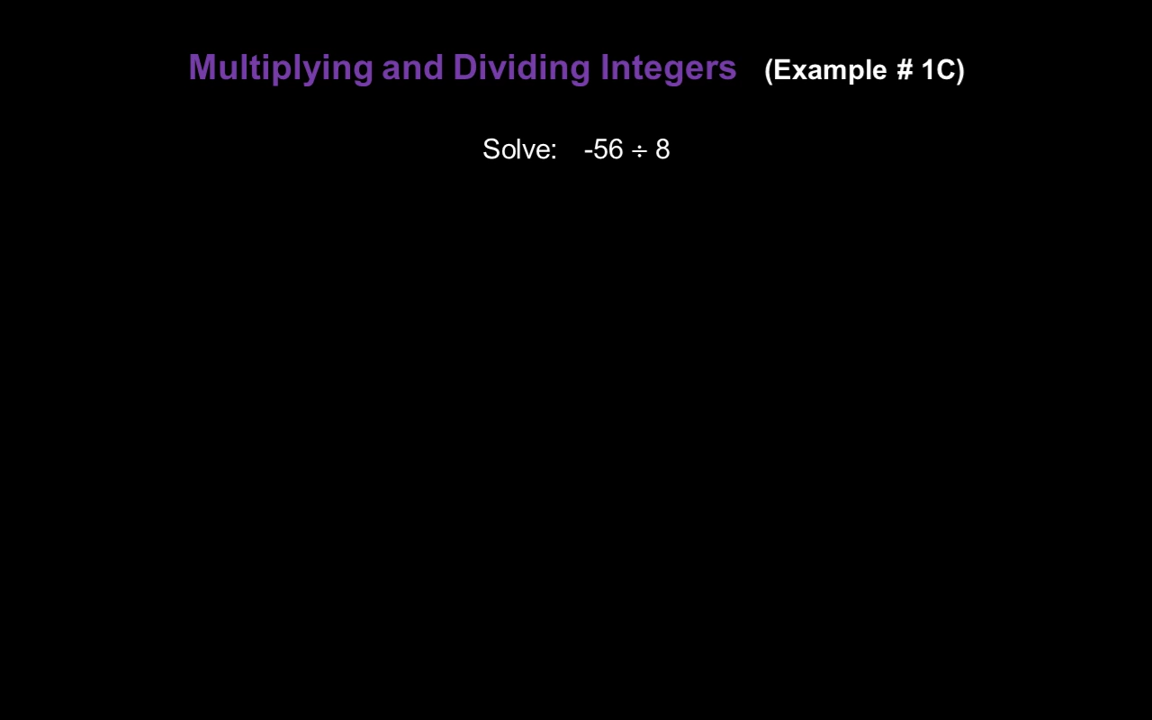 Multiplying and Dividing Integers (Example # 1C)
Solve: -56 ÷ 8